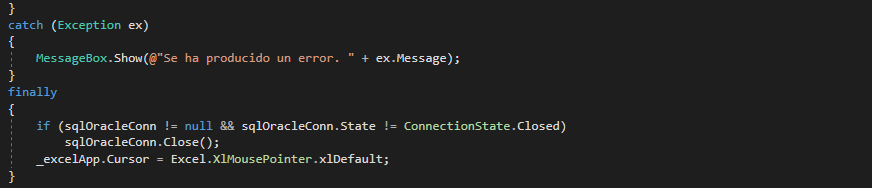 }
catch (Exception ex)
{
MessageBox.Show(@"Se ha producido un error. " + ex.Message);
}
finally
{
if (sqlOracleConn != null && sqlOracleConn.State != ConnectionState.Closed)
sqlOracleConn.Close();
_excelApp.Cursor = Excel.XlMousePointer.xlDefault;
}